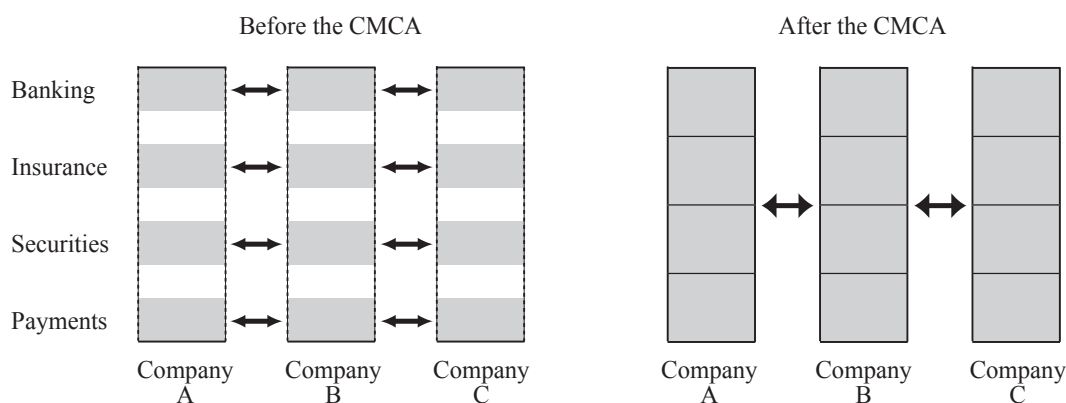 Before the CMCA
After the CMCA
Banking
Insurance
Securities
Payments
Company
A
Company
B
Company
C
Company
A
Company
B
Company
C